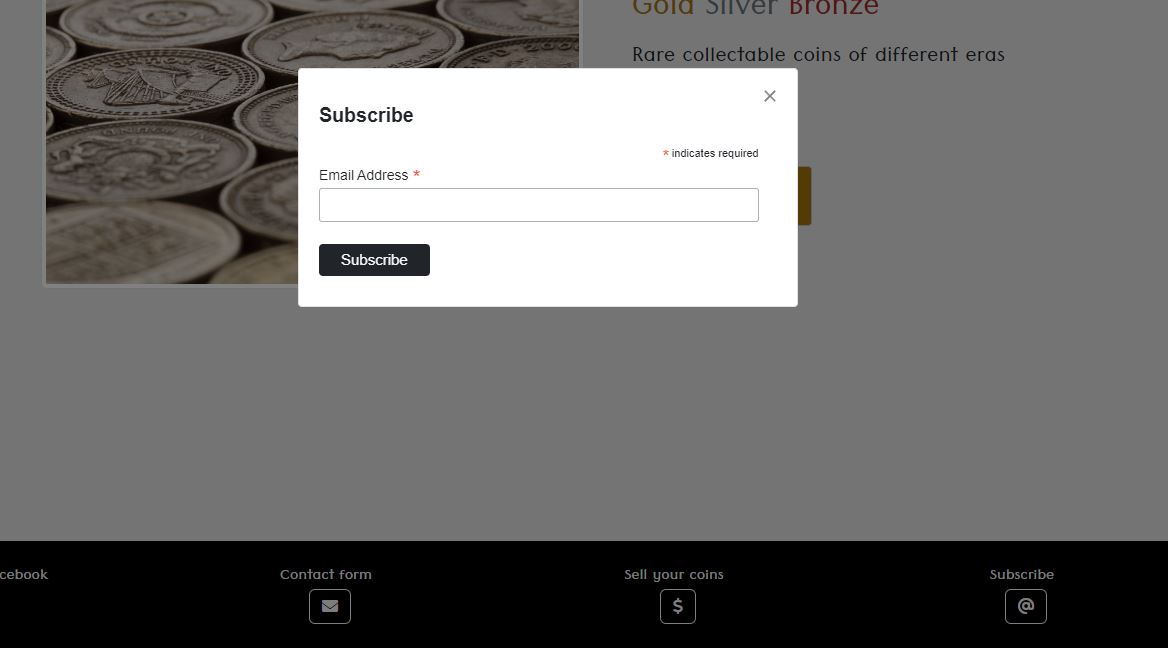 Gold Silver Bronze
Rare collectable coins of different eras
×
Subscribe
* indicates required
Email Address *
Subscribe
cebook
Contact form
Sell your coins
Subscribe
$
@